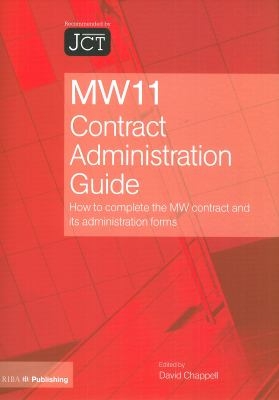 Recommended by
JCT
MW11
Contract
Administration
Guide
How to complete the MW contract and
its administration forms
Edited by
David Chappell
RIBA Publishing